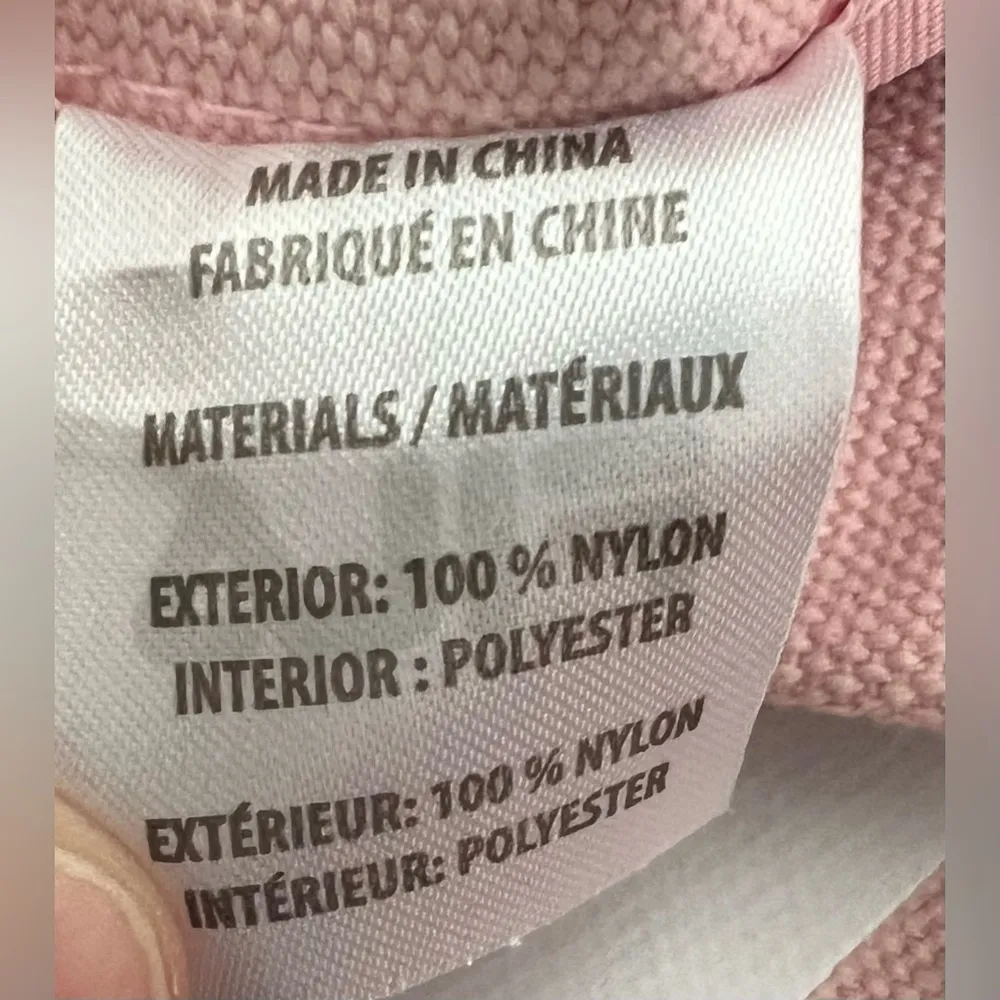 MADE IN CHINA
FABRIQUÉ EN CHINE
MATERIALS / MATÉRIAUX
EXTERIOR: 100 % NYLON
INTERIOR : POLYESTER
EXTÉRIEUR: 100 % NYLON
INTÉRIEUR: POLYESTER